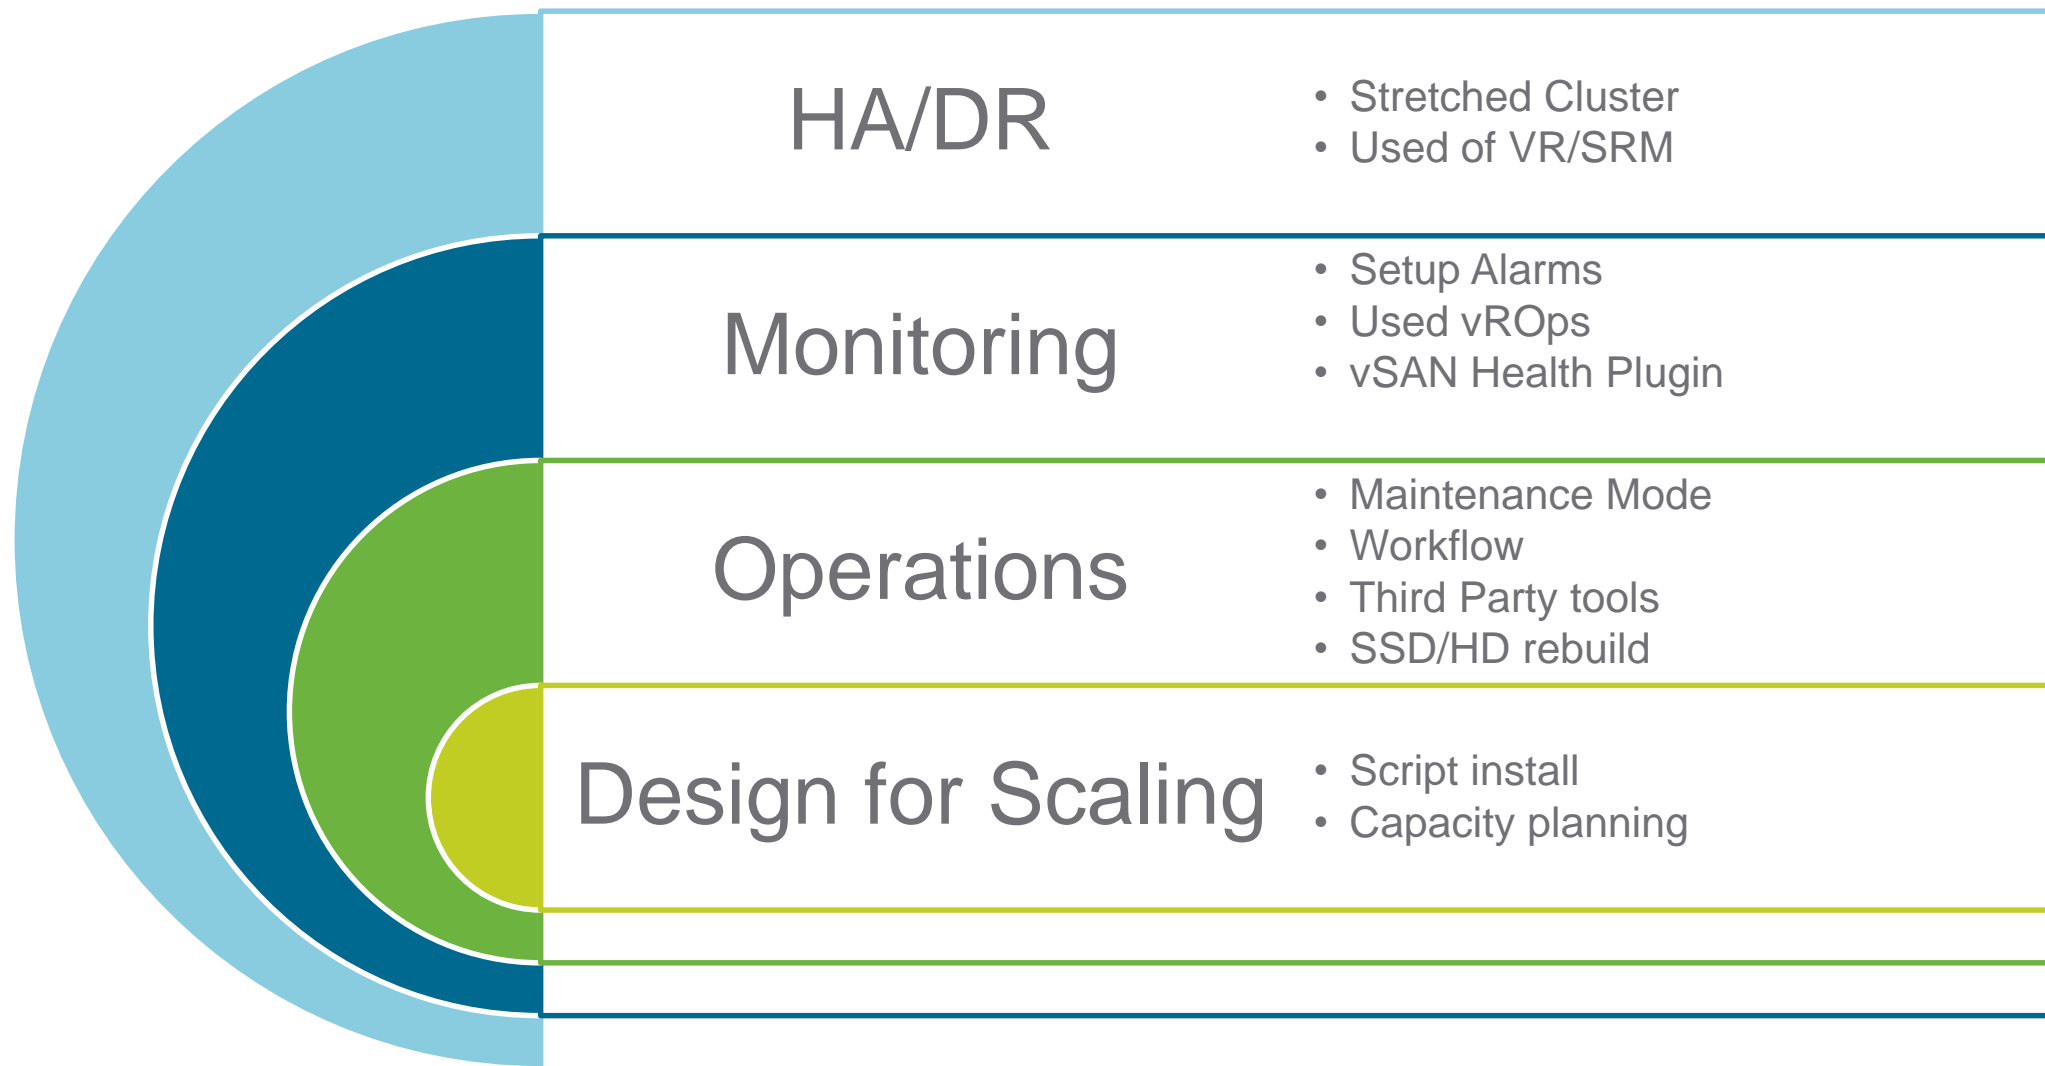 HA/DR
• Stretched Cluster
• Used of VR/SRM
Monitoring
• Setup Alarms
• Used vROps
• vSAN Health Plugin
Operations
• Maintenance Mode
• Workflow
• Third Party tools
• SSD/HD rebuild
Design for Scaling
• Script install
• Capacity planning